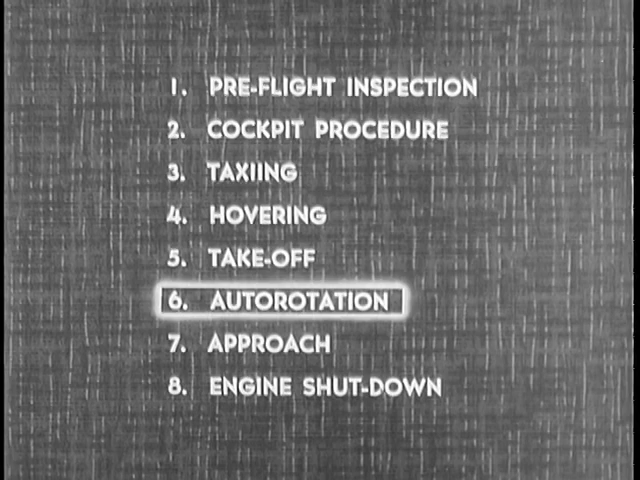 1. PRE-FLIGHT INSPECTION
2. COCKPIT PROCEDURE
3. TAXIING
4. HOVERING
5. TAKE-OFF
6. AUTOROTATION
7. APPROACH
8. ENGINE SHUT-DOWN